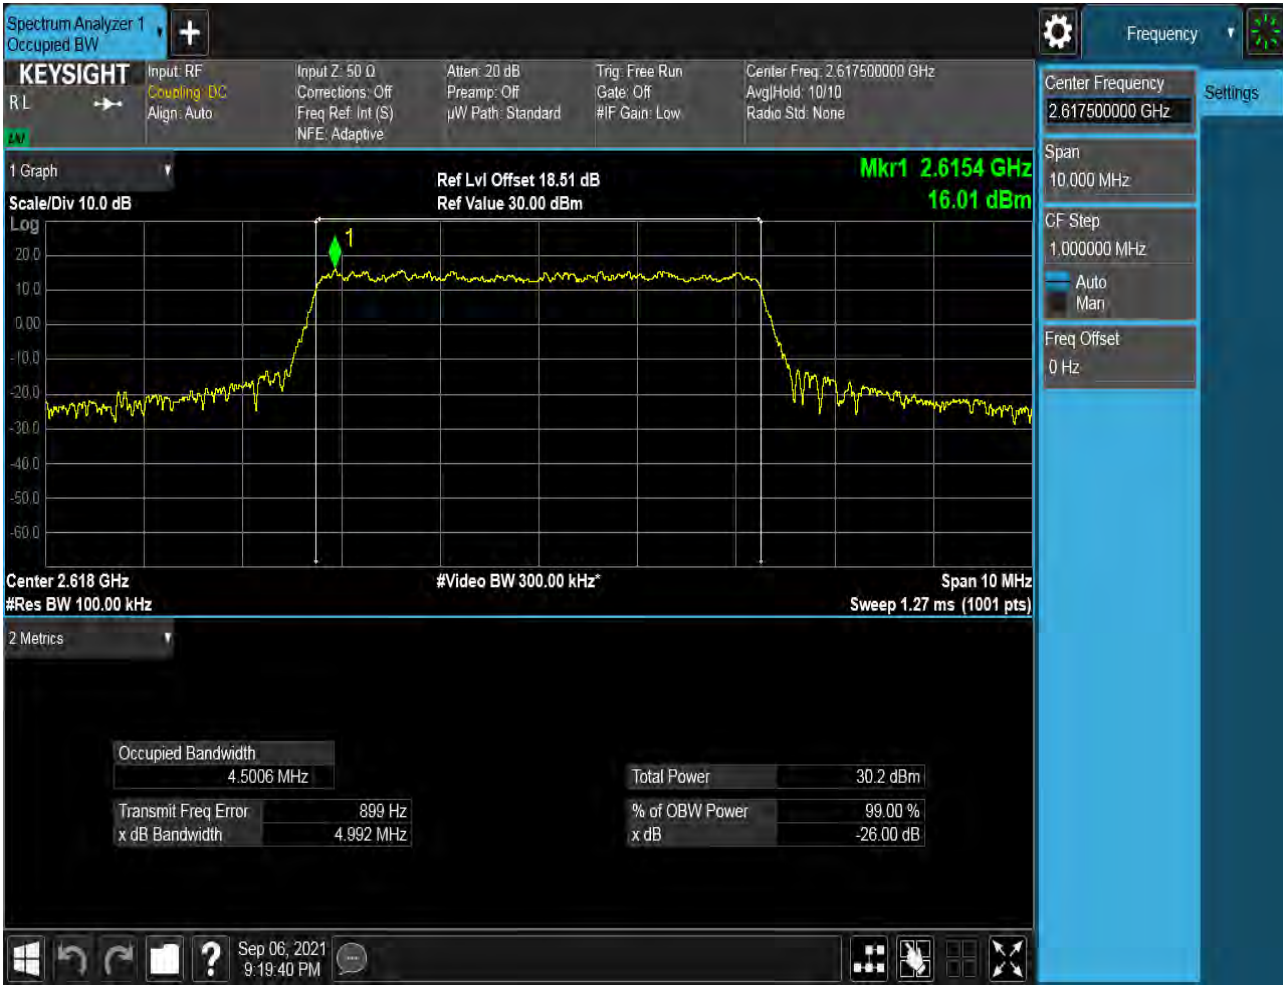 Spectrum Analyzer 1
Occupied BW
Frequency
KEYSIGHT
Input: RF
Coupling: DC
Align: Auto
Input Z: 50 Ω
Corrections: Off
Freq Ref: Int (S)
NFE: Adaptive
Atten: 20 dB
Preamp: Off
µW Path: Standard
Trig: Free Run
Gate: Off
#IF Gain: Low
Center Freq: 2.617500000 GHz
Avg|Hold: 10/10
Radio Std: None
R L
LXI
Center Frequency
2.617500000 GHz
Settings
Span
10.000 MHz
CF Step
1.000000 MHz
Auto
Man
Freq Offset
0 Hz
1 Graph
Scale/Div 10.0 dB
Log
Ref Lvl Offset 18.51 dB
Ref Value 30.00 dBm
Mkr1 2.6154 GHz
16.01 dBm
1
20.0
10.0
0.00
-10.0
-20.0
-30.0
-40.0
-50.0
-60.0
Center 2.618 GHz
#Res BW 100.00 kHz
#Video BW 300.00 kHz*
Span 10 MHz
Sweep 1.27 ms (1001 pts)
2 Metrics
Occupied Bandwidth
4.5006 MHz
Transmit Freq Error 899 Hz
x dB Bandwidth 4.992 MHz
Total Power 30.2 dBm
% of OBW Power 99.00 %
x dB -26.00 dB
?
Sep 06, 2021
9:19:40 PM